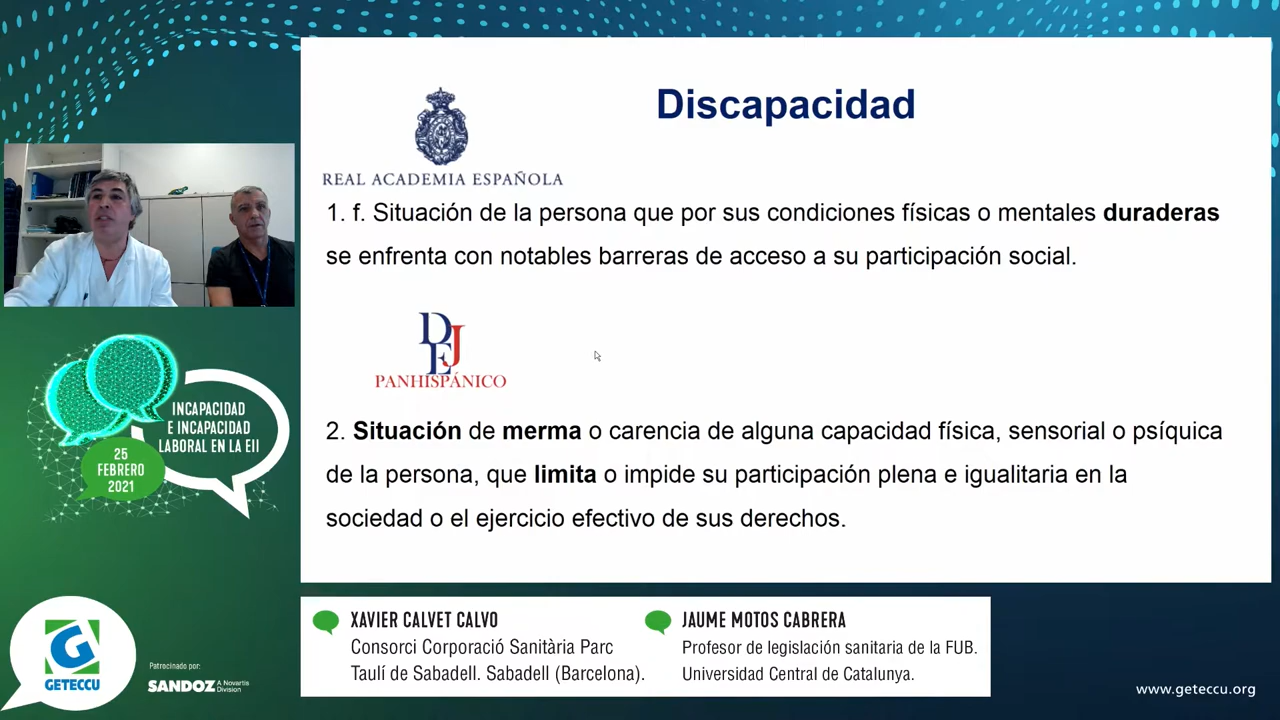 Discapacidad
REAL ACADEMIA ESPAÑOLA
1. f. Situación de la persona que por sus condiciones físicas o mentales duraderas
se enfrenta con notables barreras de acceso a su participación social.
DEJ
PANHISPÁNICO
2. Situación de merma o carencia de alguna capacidad física, sensorial o psíquica
de la persona, que limita o impide su participación plena e igualitaria en la
sociedad o el ejercicio efectivo de sus derechos.
INCAPACIDAD
E INCAPACIDAD
LABORAL EN LA EII
25
FEBRERO
2021
G
GETECCU
Patrocinado por:
SANDOZ A Novartis
Division
XAVIER CALVET CALVO
Consorci Corporació Sanitària Parc
Taulí de Sabadell. Sabadell (Barcelona).
JAUME MOTOS CABRERA
Profesor de legislación sanitaria de la FUB.
Universidad Central de Catalunya.
www.geteccu.org